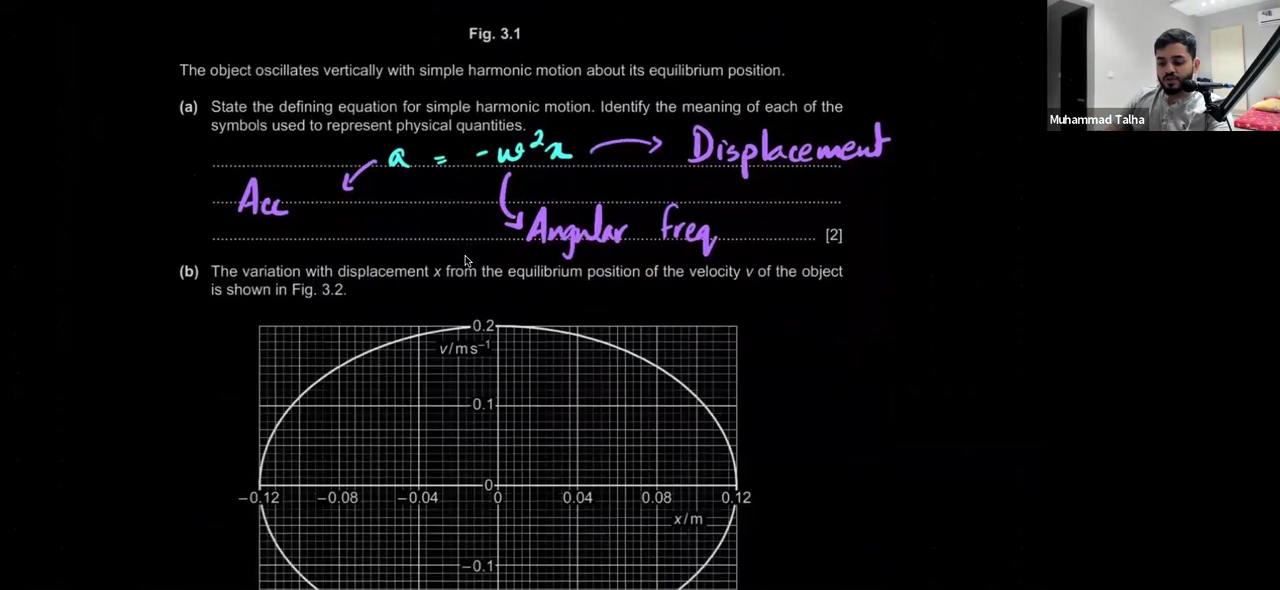 Fig. 3.1
Muhammad Talha
The object oscillates vertically with simple harmonic motion about its equilibrium position.
(a) State the defining equation for simple harmonic motion. Identify the meaning of each of the
symbols used to represent physical quantities.
a = -ω²x → Displacement
Acc
Angular freq
[2]
(b) The variation with displacement x from the equilibrium position of the velocity v of the object
is shown in Fig. 3.2.
0.2
v/ms⁻¹
0.1
0
−0.12 −0.08 −0.04 0 0.04 0.08 0.12
x/m
−0.1